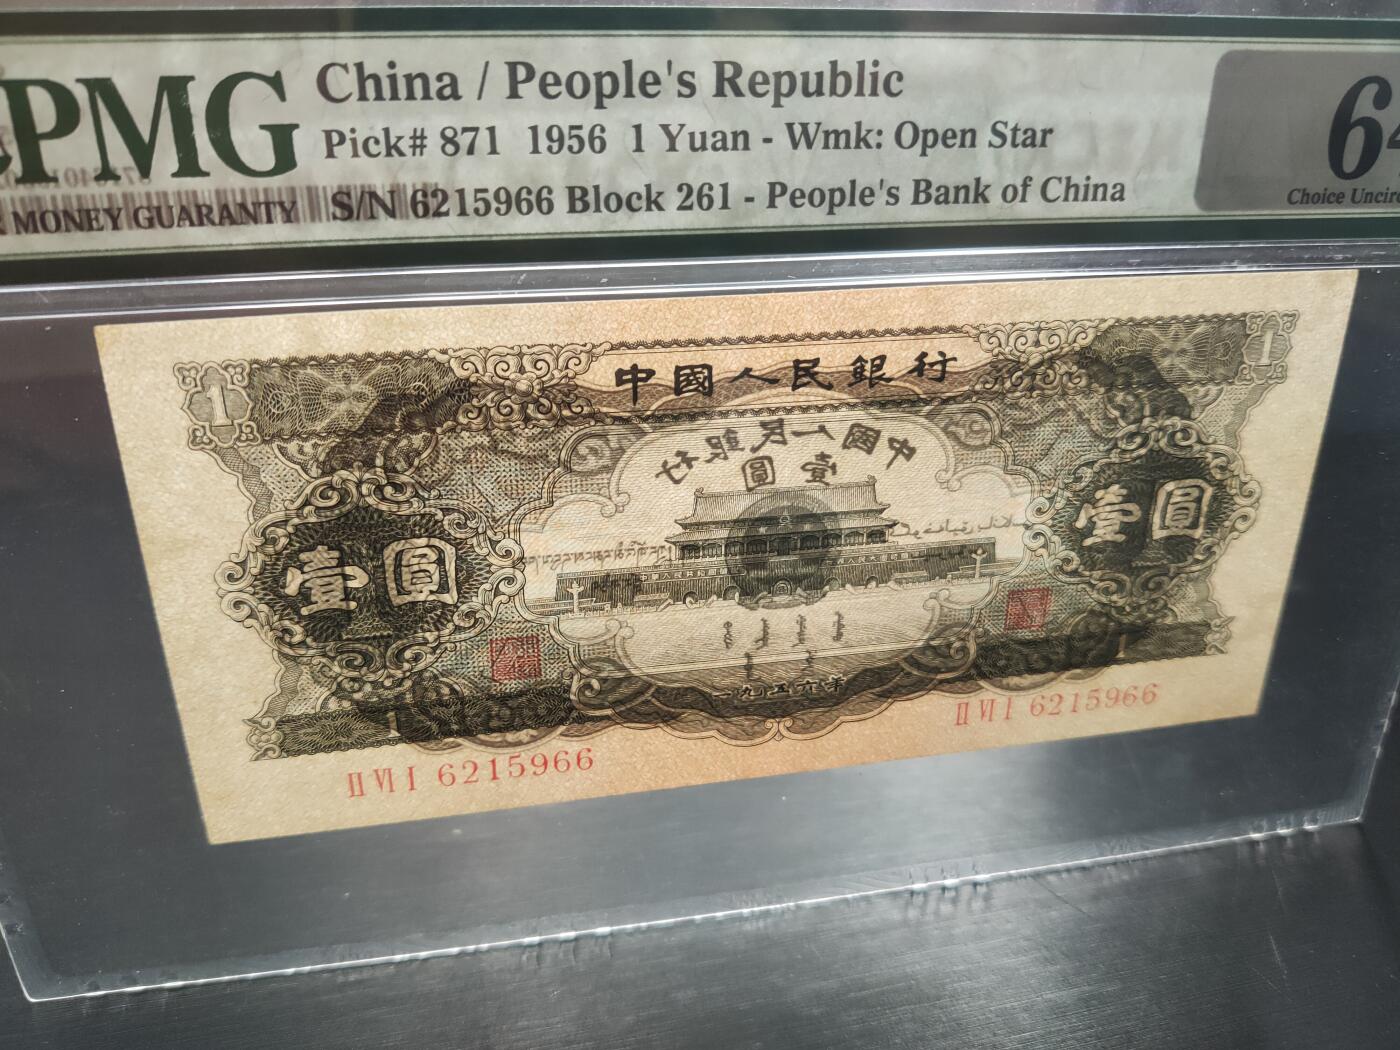 PMG
China / People's Republic
Pick# 871 1956 1 Yuan - Wmk: Open Star
S/N 6215966 Block 261 - People's Bank of China
MONEY GUARANTY
6
Choice Uncirc
中國人民銀行
1
1
中國人民銀行
壹圓
壹圓
壹圓
一九五六年
1
1
II VI I 6215966
II VI I 6215966